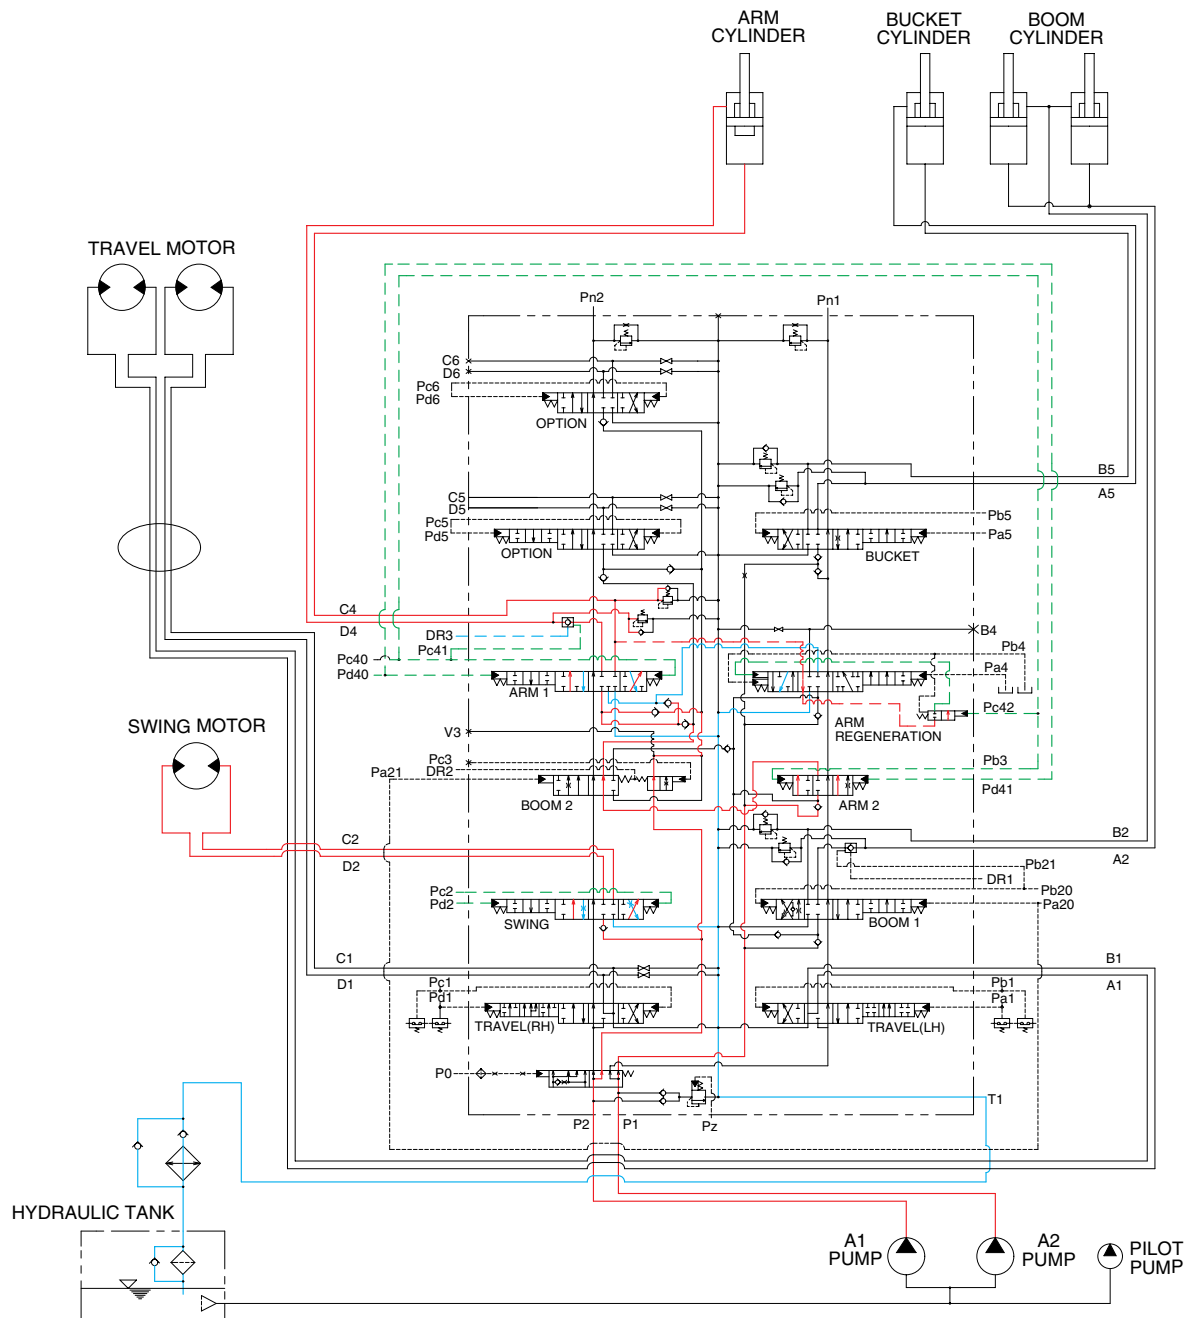 ARM
CYLINDER
BUCKET
CYLINDER
BOOM
CYLINDER
TRAVEL MOTOR
Pn2
Pn1
C6
D6
Pc6
Pd6
OPTION
B5
A5
C5
D5
Pc5
Pd5
OPTION
Pb5
Pa5
BUCKET
C4
D4
DR3
Pc41
Pc40
Pd40
ARM 1
B4
Pb4
Pa4
Pc42
ARM
REGENERATION
SWING MOTOR
V3
Pc3
DR2
Pa21
BOOM 2
Pb3
Pd41
ARM 2
C2
D2
B2
A2
Pb21
DR1
Pc2
Pd2
SWING
Pb20
Pa20
BOOM 1
C1
D1
B1
A1
Pc1
Pd1
TRAVEL(RH)
Pb1
Pa1
TRAVEL(LH)
P0
P2
P1
Pz
T1
HYDRAULIC TANK
A1
PUMP
A2
PUMP
PILOT
PUMP